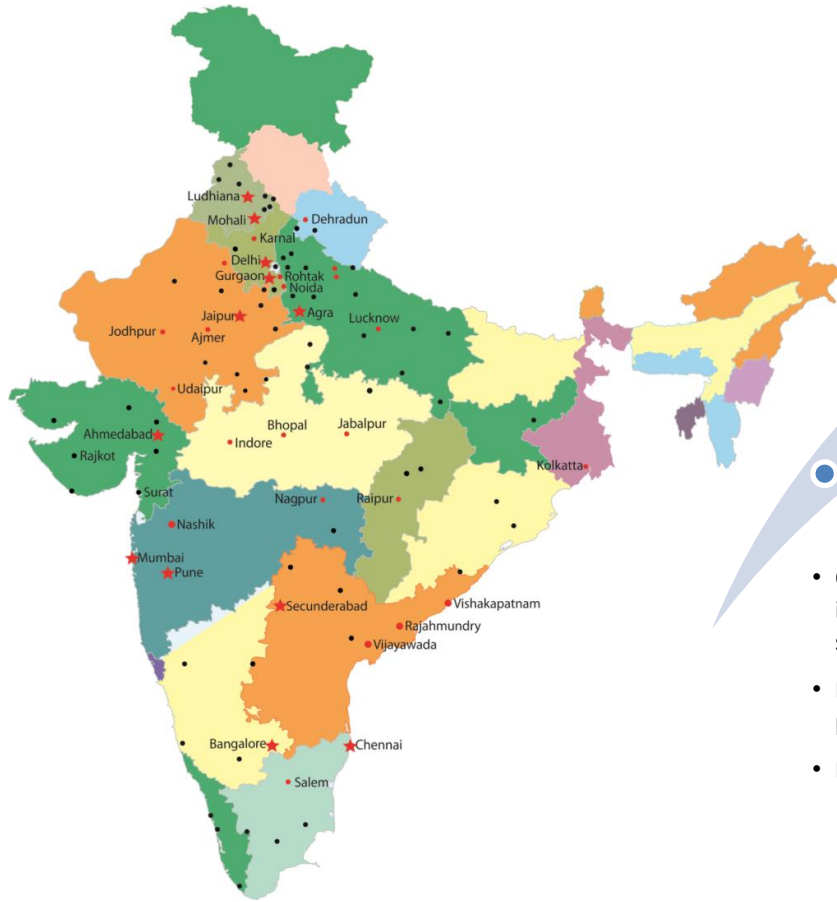 Ludhiana
Mohali
Dehradun
Karnal
Delhi
Gurgaon
Rohtak
Noida
Jaipur
Agra
Lucknow
Jodhpur
Ajmer
Udaipur
Bhopal
Jabalpur
Ahmedabad
Indore
Rajkot
Kolkatta
Surat
Nagpur
Raipur
Nashik
Mumbai
Pune
Secunderabad
Vishakapatnam
Rajahmundry
Vijayawada
Bangalore
Chennai
Salem